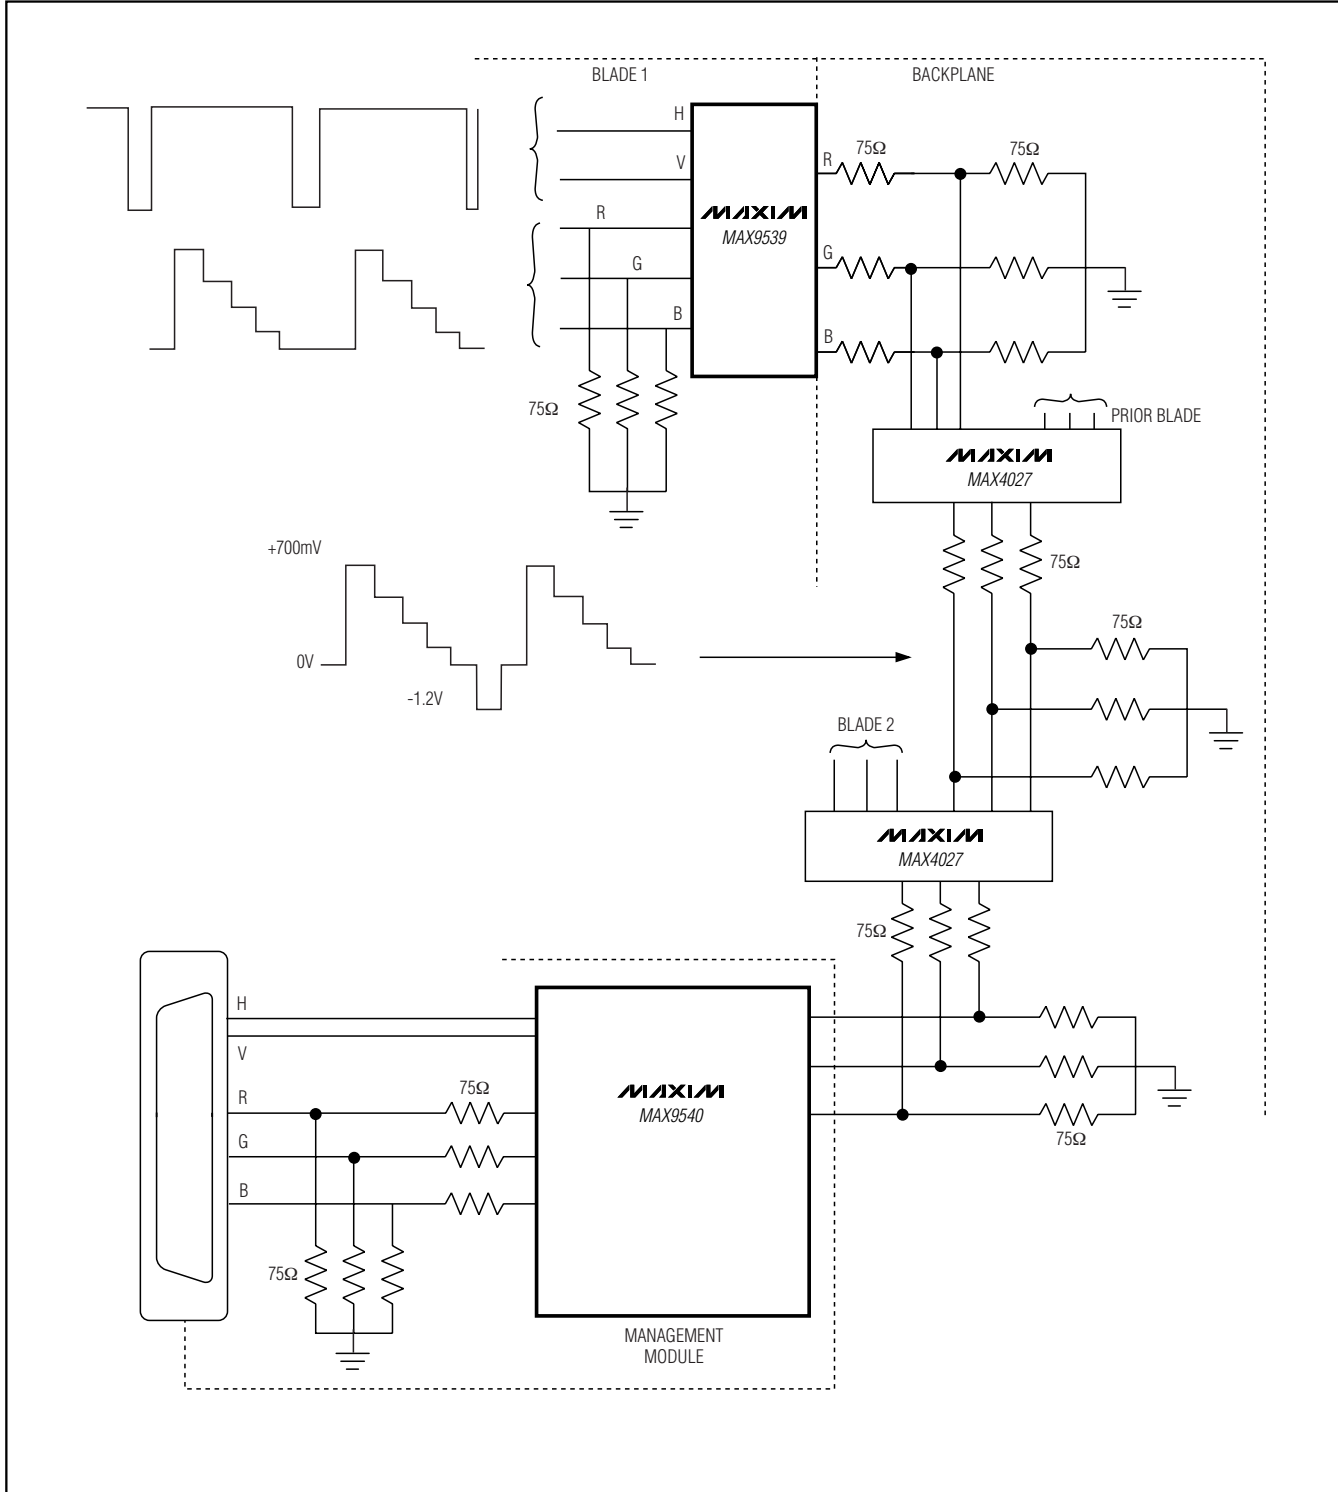 BLADE 1
BACKPLANE
H
V
R
G
B
MAXIM
MAX9539
R
75Ω
75Ω
G
B
75Ω
PRIOR BLADE
MAXIM
MAX4027
75Ω
+700mV
0V
-1.2V
75Ω
BLADE 2
MAXIM
MAX4027
75Ω
H
V
R
75Ω
G
B
MAXIM
MAX9540
75Ω
75Ω
MANAGEMENT
MODULE